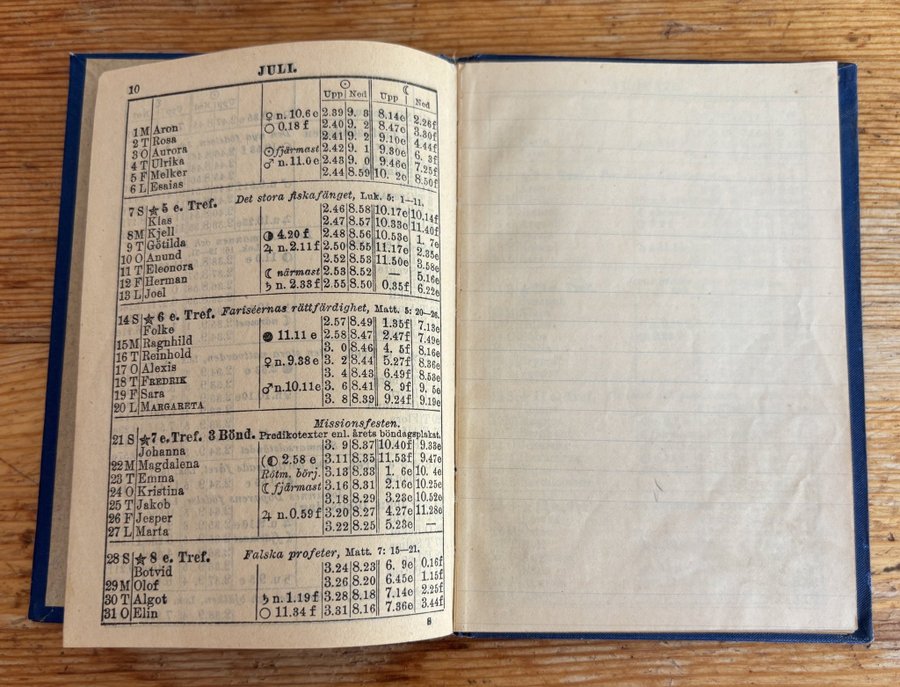 10 JULI.
☉ ☾
Upp Ned Upp Ned
1 M Aron ♀ n. 10.6 e 2.39 9. 3 8.14e 2.26f
2 T Rosa ○ 0.18 f 2.40 9. 2 8.47e 3.30f
3 O Aurora 2.41 9. 2 9.10e 4.44f
4 T Ulrika ☉ fjärmast 2.42 9. 1 9.30e 6. 3f
5 F Melker ♂ n. 11.0 e 2.43 9. 0 9.46e 7.25f
6 L Esaias 2.44 8.59 10. 2e 8.50f
7 S ★5 e. Tref. Det stora fiskafänget, Luk. 5: 1—11.
Klas 2.46 8.58 10.17e 10.14f
8 M Kjell 2.47 8.57 10.33e 11.40f
9 T Götilda ◑ 4.20 f 2.48 8.56 10.53e 1. 7e
10 O Anund ♃ n. 2.11 f 2.50 8.55 11.17e 2.35e
11 T Eleonora 2.52 8.53 11.50e 3.58e
12 F Herman ☾ närmast 2.53 8.52 — 5.16e
13 L Joel ♄ n. 2.33 f 2.55 8.50 0.35f 6.22e
14 S ★6 e. Tref. Fariséernas rättfärdighet, Matt. 5: 20—26.
Folke 2.57 8.49 1.35f 7.13e
15 M Ragnhild ● 11.11 e 2.58 8.47 2.47f 7.49e
16 T Reinhold 3. 0 8.46 4. 5f 8.16e
17 O Alexis ♀ n. 9.38 e 3. 2 8.44 5.27f 8.36e
18 T FREDRIK 3. 4 8.43 6.49f 8.53e
19 F Sara ♂ n. 10.11 e 3. 6 8.41 8. 9f 9. 5e
20 L MARGARETA 3. 8 8.39 9.24f 9.19e
Missionsfesten.
21 S ★7 e. Tref. 3 Bönd. Predikotexter enl. årets böndagsplakat.
Johanna 3. 9 8.37 10.40f 9.33e
22 M Magdalena ◐ 2.58 e 3.11 8.35 11.53f 9.47e
23 T Emma Rötm. börj. 3.13 8.33 1. 6e 10. 4e
24 O Kristina ☾ fjärmast 3.16 8.31 2.16e 10.25e
25 T Jakob 3.18 8.29 3.23e 10.52e
26 F Jesper ♃ n. 0.59 f 3.20 8.27 4.27e 11.28e
27 L Marta 3.22 8.25 5.23e —
28 S ★8 e. Tref. Falska profeter, Matt. 7: 15—21.
Botvid 3.24 8.23 6. 9e 0.16f
29 M Olof 3.26 8.20 6.45e 1.15f
30 T Algot ♄ n. 1.19 f 3.28 8.18 7.14e 2.25f
31 O Elin ○ 11.34 f 3.31 8.16 7.36e 3.44f
8